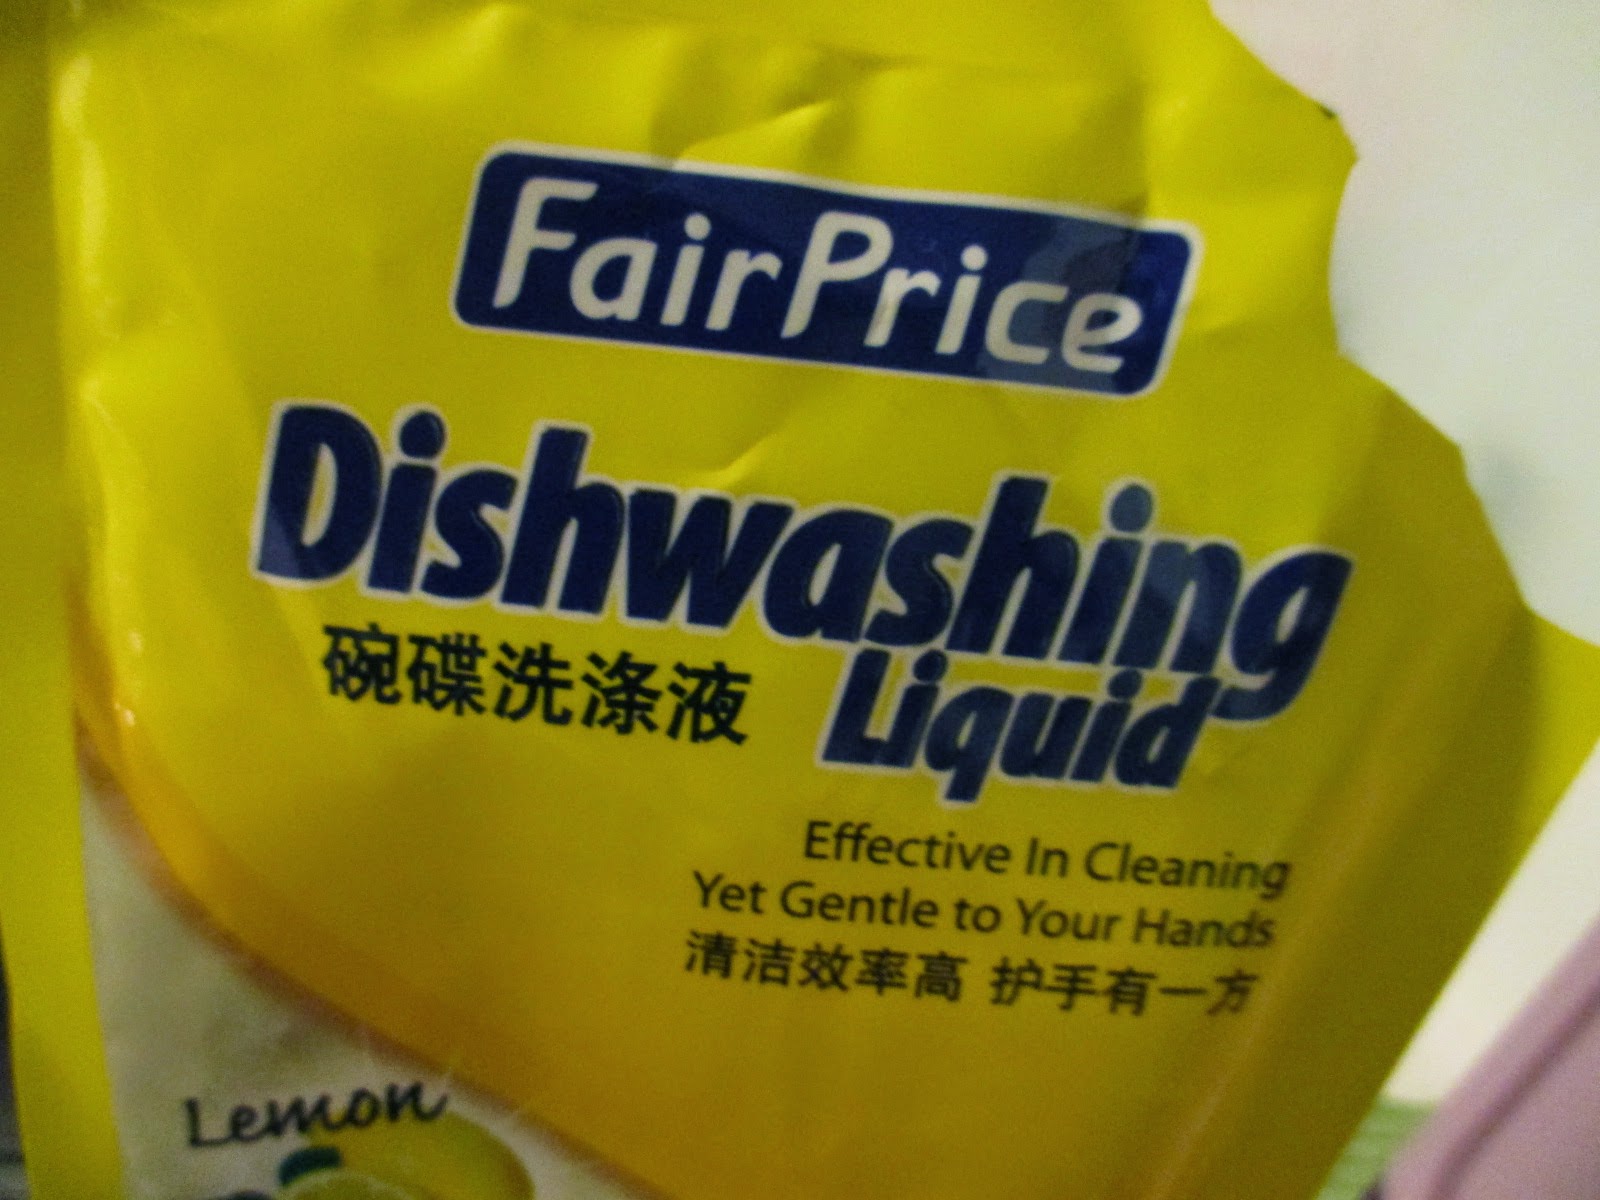 FairPrice
Dishwashing
Liquid
碗碟洗涤液
Effective In Cleaning
Yet Gentle to Your Hands
清洁效率高 护手有一方
Lemon